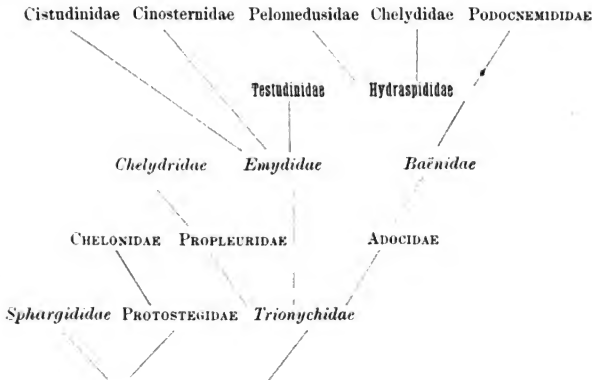 Cistudinidae Cinosternidae Pelomedusidae Chelydidae PODOCNEMIDIDAE
Testudinidae Hydraspididae
Chelydridae Emydidae Baënidae
CHELONIDAE PROPLEURIDAE ADOCIDAE
Sphargididae PROTOSTEGIDAE Trionychidae